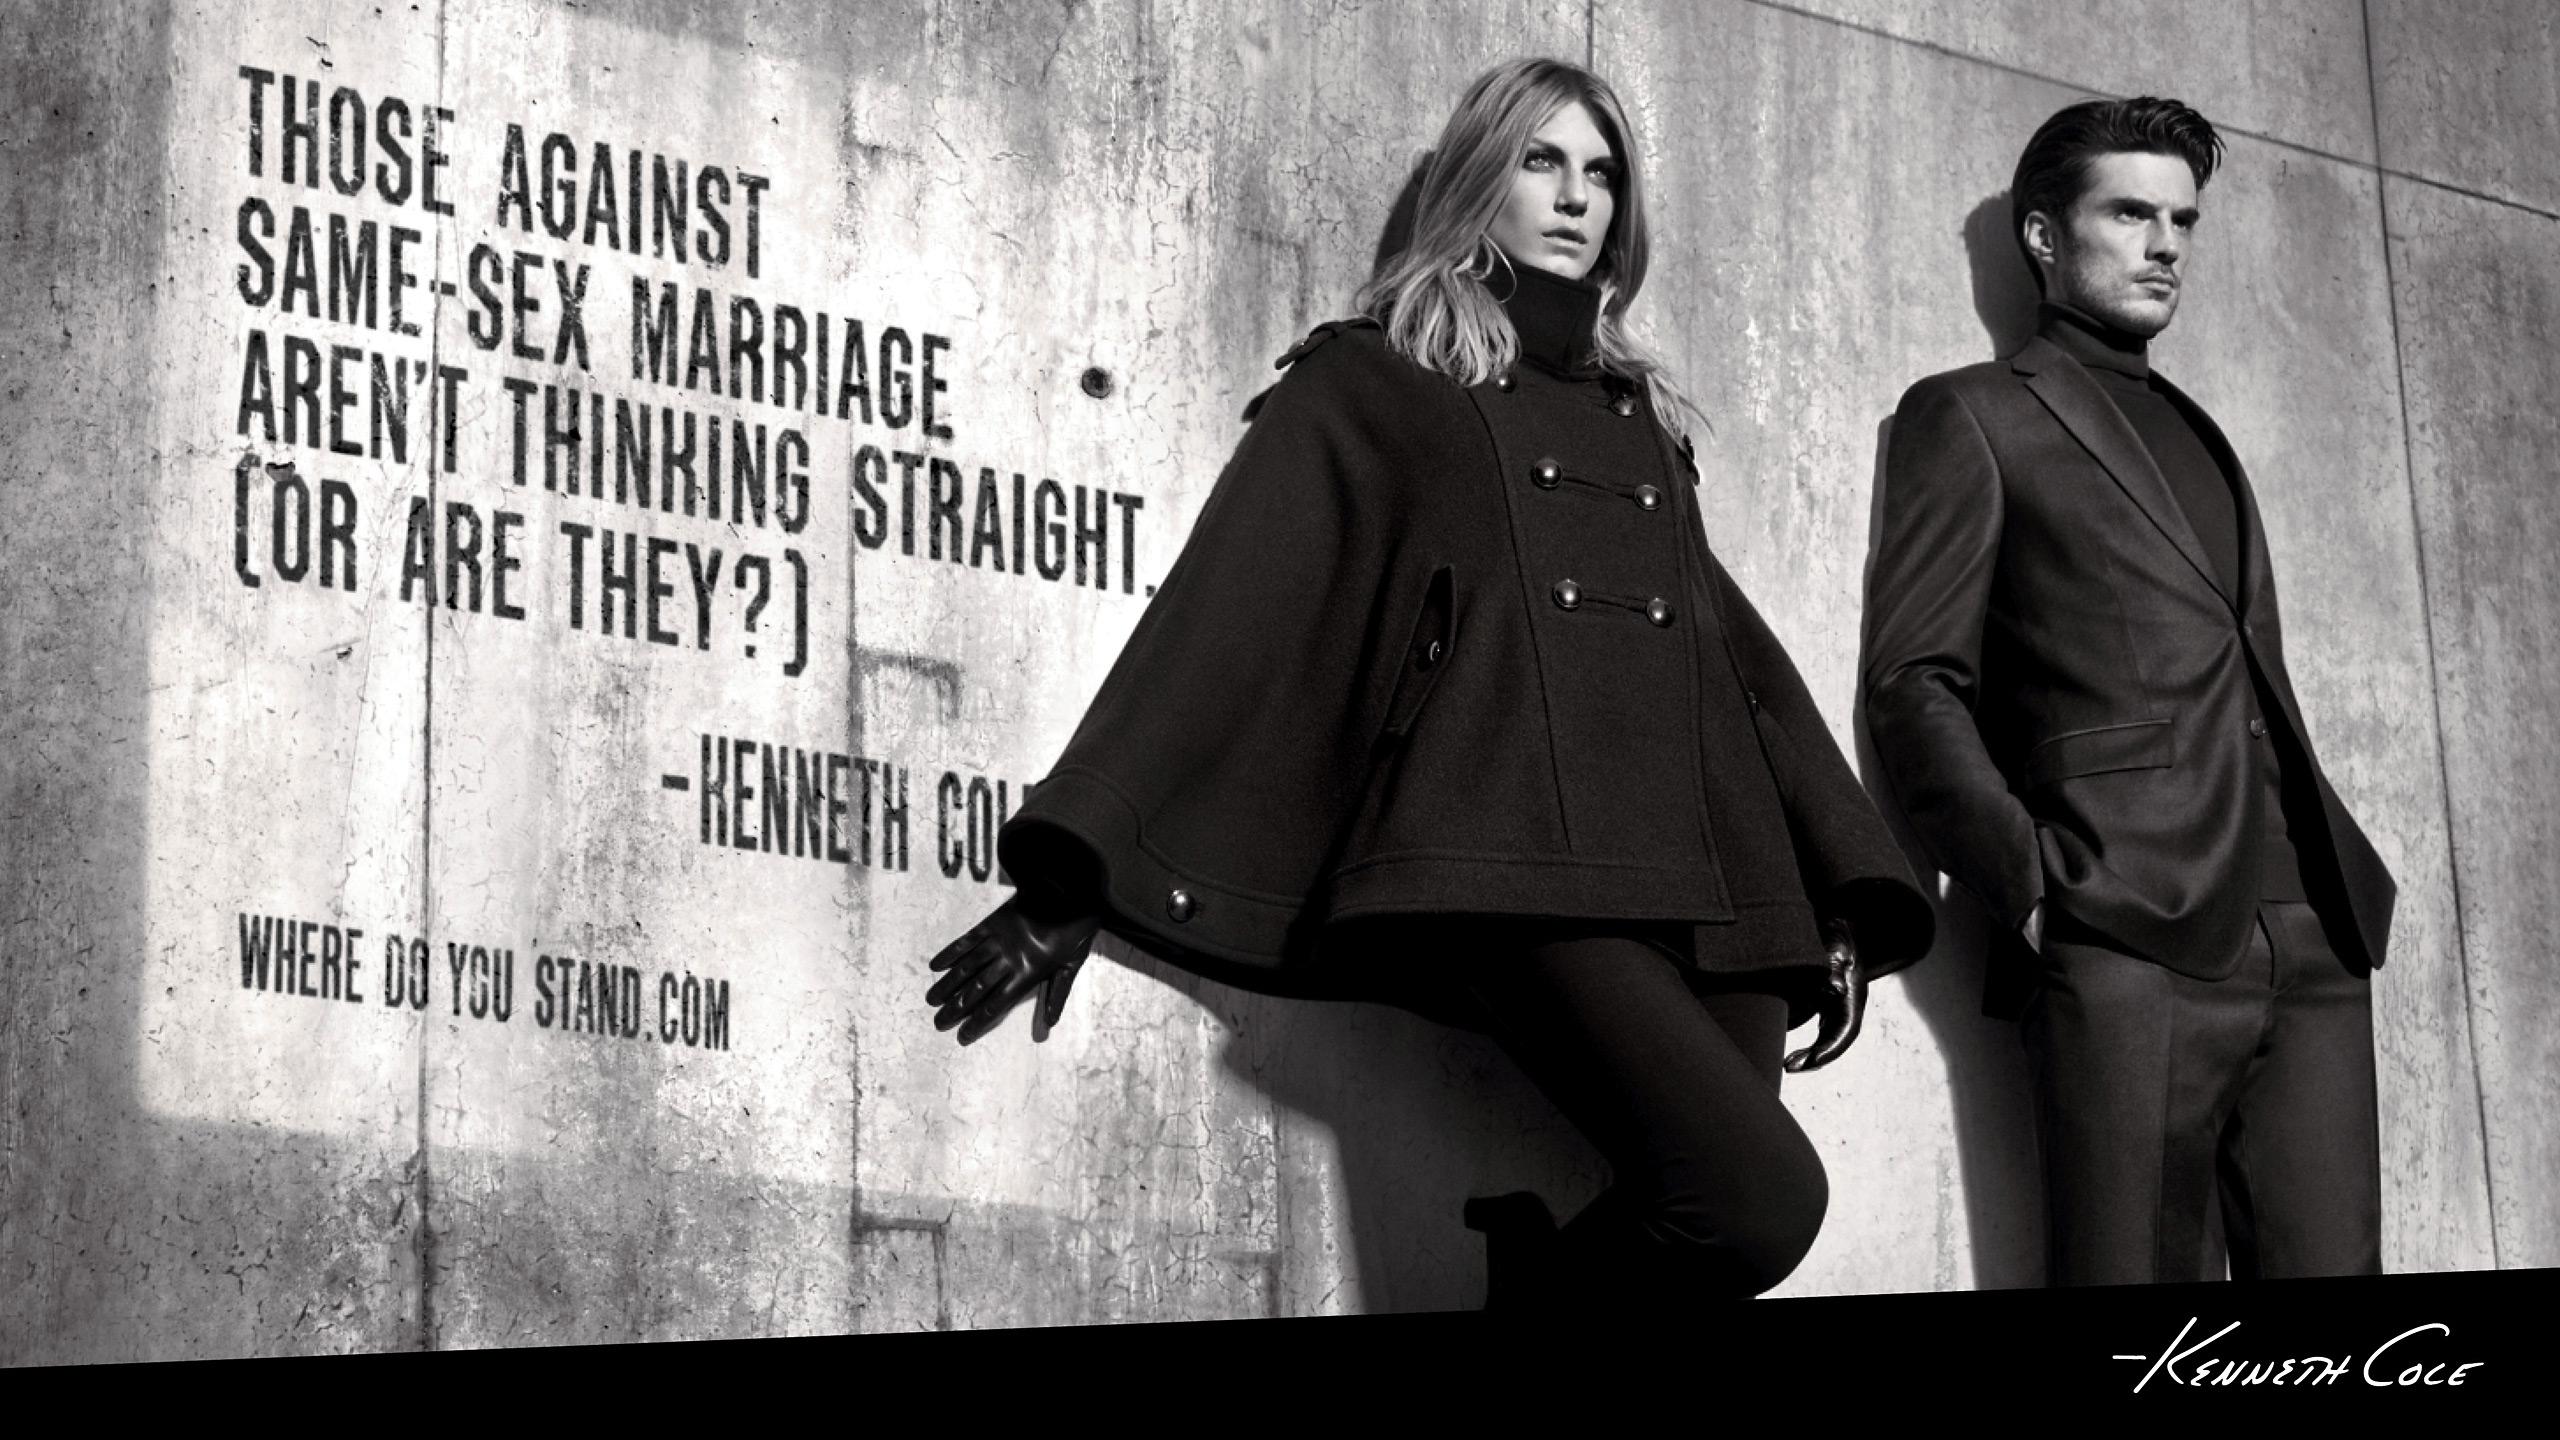 THOSE AGAINST
SAME-SEX MARRIAGE
AREN'T THINKING STRAIGHT.
(OR ARE THEY?)
-KENNETH COL
WHERE DO YOU STAND.COM
-KENNETH COLE